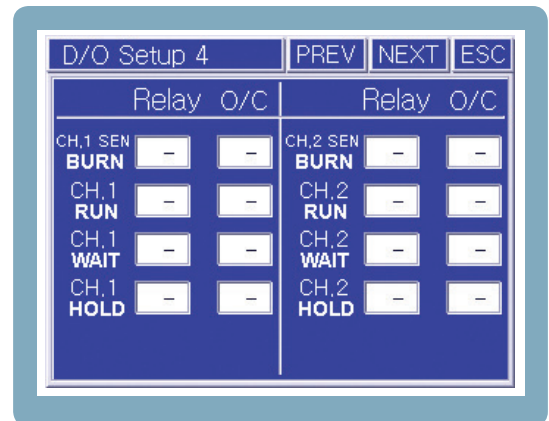 D/O Setup 4 PREV NEXT ESC
Relay O/C Relay O/C
CH,1 SEN BURN - - CH,2 SEN BURN - -
CH,1 RUN - - CH,2 RUN - -
CH,1 WAIT - - CH,2 WAIT - -
CH,1 HOLD - - CH,2 HOLD - -